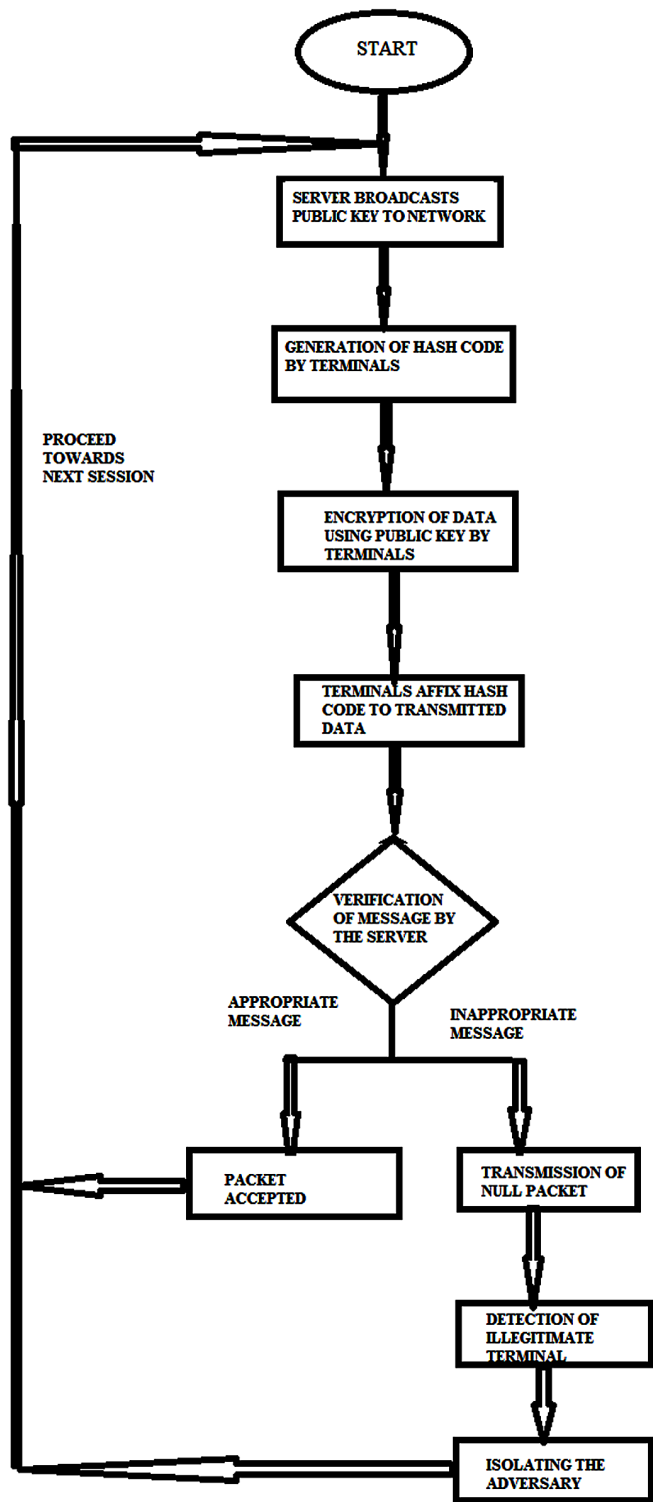 START
SERVER BROADCASTS
PUBLIC KEY TO NETWORK
GENERATION OF HASH CODE
BY TERMINALS
PROCEED
TOWARDS
NEXT SESSION
ENCRYPTION OF DATA
USING PUBLIC KEY BY
TERMINALS
TERMINALS AFFIX HASH
CODE TO TRANSMITTED
DATA
VERIFICATION
OF MESSAGE BY
THE SERVER
APPROPRIATE
MESSAGE
INAPPROPRIATE
MESSAGE
PACKET
ACCEPTED
TRANSMISSION OF
NULL PACKET
DETECTION OF
ILLEGITIMATE
TERMINAL
ISOLATING THE
ADVERSARY